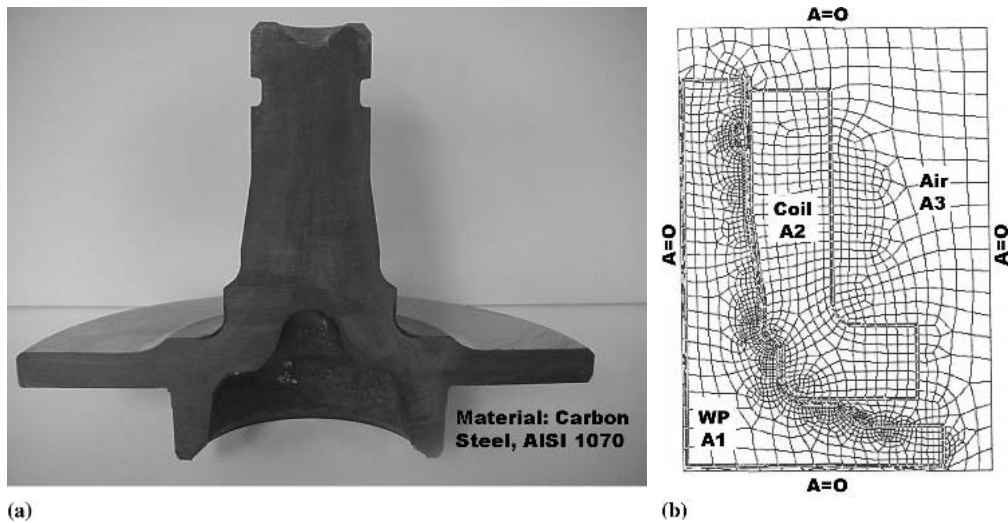 (b)
A=O
Air
A3
Coil
A2
A=O
A=O
WP
A1
Material: Carbon
Steel, AISI 1070
A=O
(a)
(b)